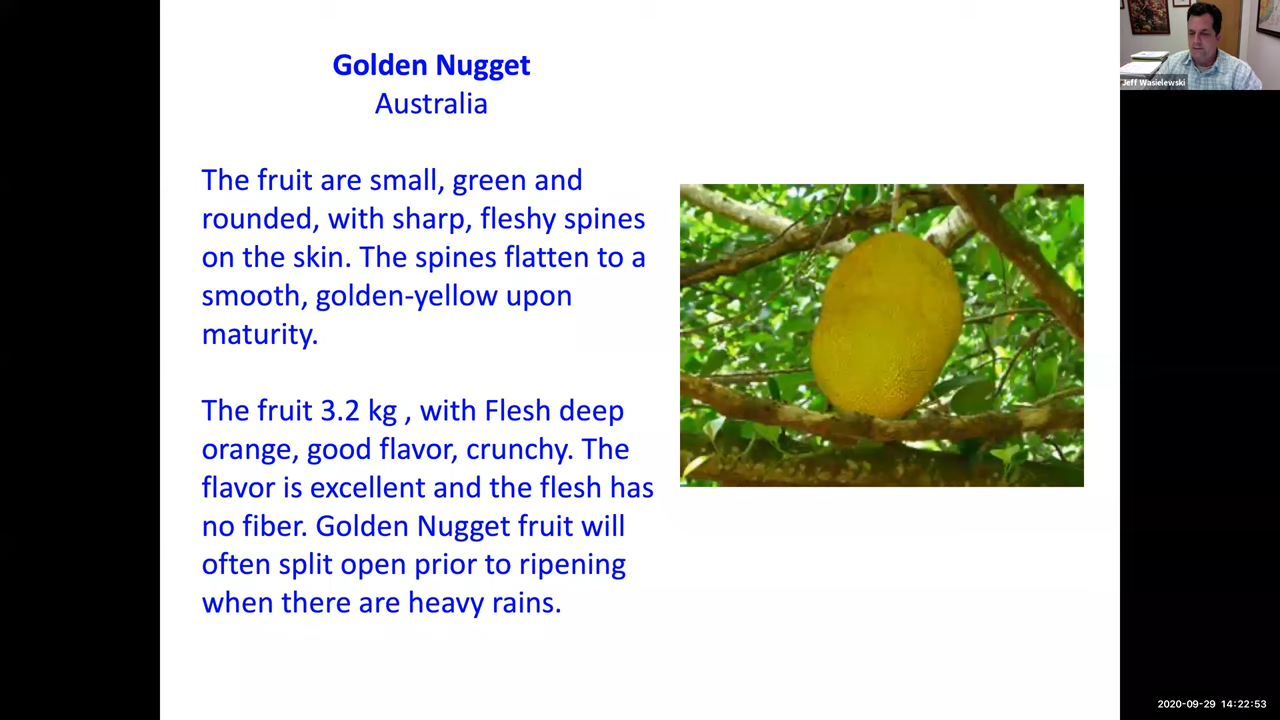 Golden Nugget
Australia
The fruit are small, green and
rounded, with sharp, fleshy spines
on the skin. The spines flatten to a
smooth, golden-yellow upon
maturity.
The fruit 3.2 kg , with Flesh deep
orange, good flavor, crunchy. The
flavor is excellent and the flesh has
no fiber. Golden Nugget fruit will
often split open prior to ripening
when there are heavy rains.
Jeff Wasielewski
2020-09-29 14:22:53